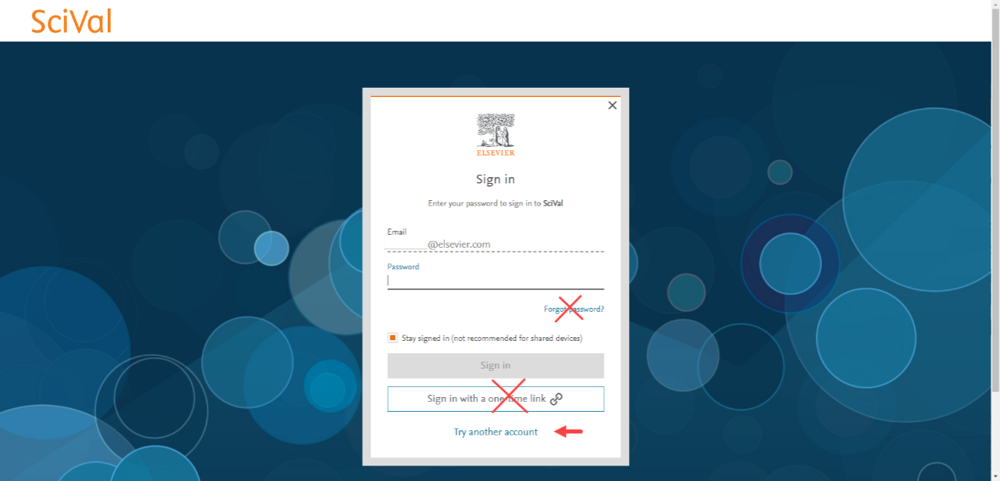 SciVal
ELSEVIER
Sign in
Enter your password to sign in to SciVal
Email
@elsevier.com
Password
Forgot password?
Stay signed in (not recommended for shared devices)
Sign in
Sign in with a one-time link
Try another account